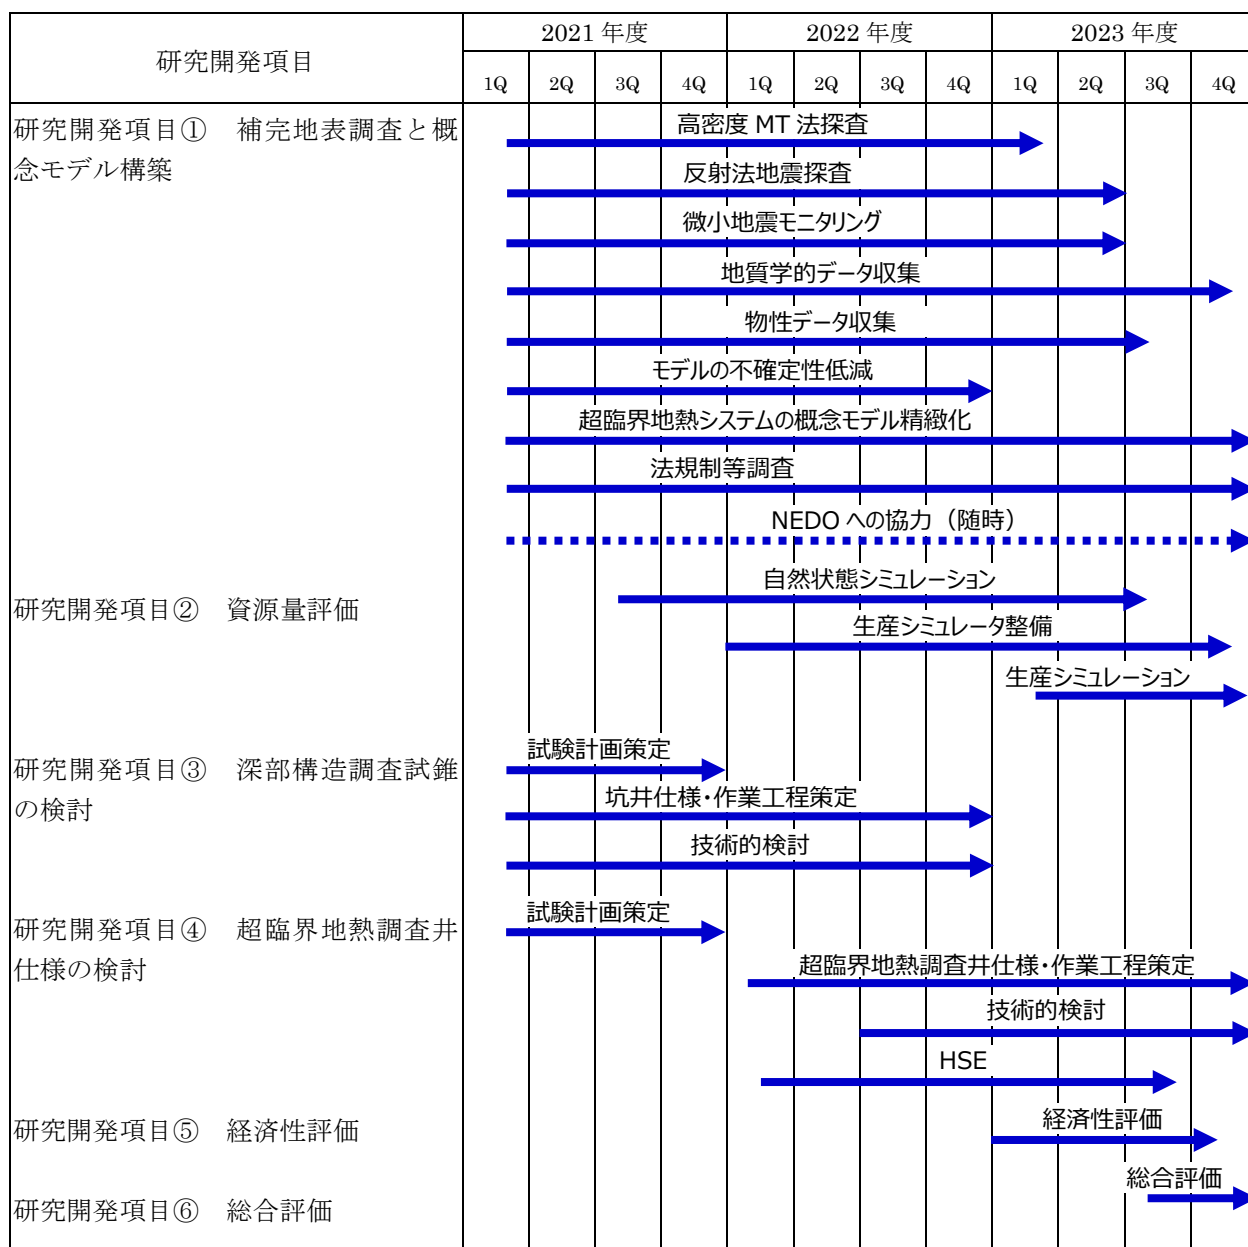 研究開発項目
2021 年度
2022 年度
2023 年度
1Q 2Q 3Q 4Q 1Q 2Q 3Q 4Q 1Q 2Q 3Q 4Q
研究開発項目① 補完地表調査と概
念モデル構築
高密度 MT 法探査
反射法地震探査
微小地震モニタリング
地質学的データ収集
物性データ収集
モデルの不確定性低減
超臨界地熱システムの概念モデル精緻化
法規制等調査
NEDO への協力（随時）
研究開発項目② 資源量評価
自然状態シミュレーション
生産シミュレータ整備
生産シミュレーション
研究開発項目③ 深部構造調査試錐
の検討
試験計画策定
坑井仕様・作業工程策定
技術的検討
研究開発項目④ 超臨界地熱調査井
仕様の検討
試験計画策定
超臨界地熱調査井仕様・作業工程策定
技術的検討
HSE
研究開発項目⑤ 経済性評価
経済性評価
研究開発項目⑥ 総合評価
総合評価